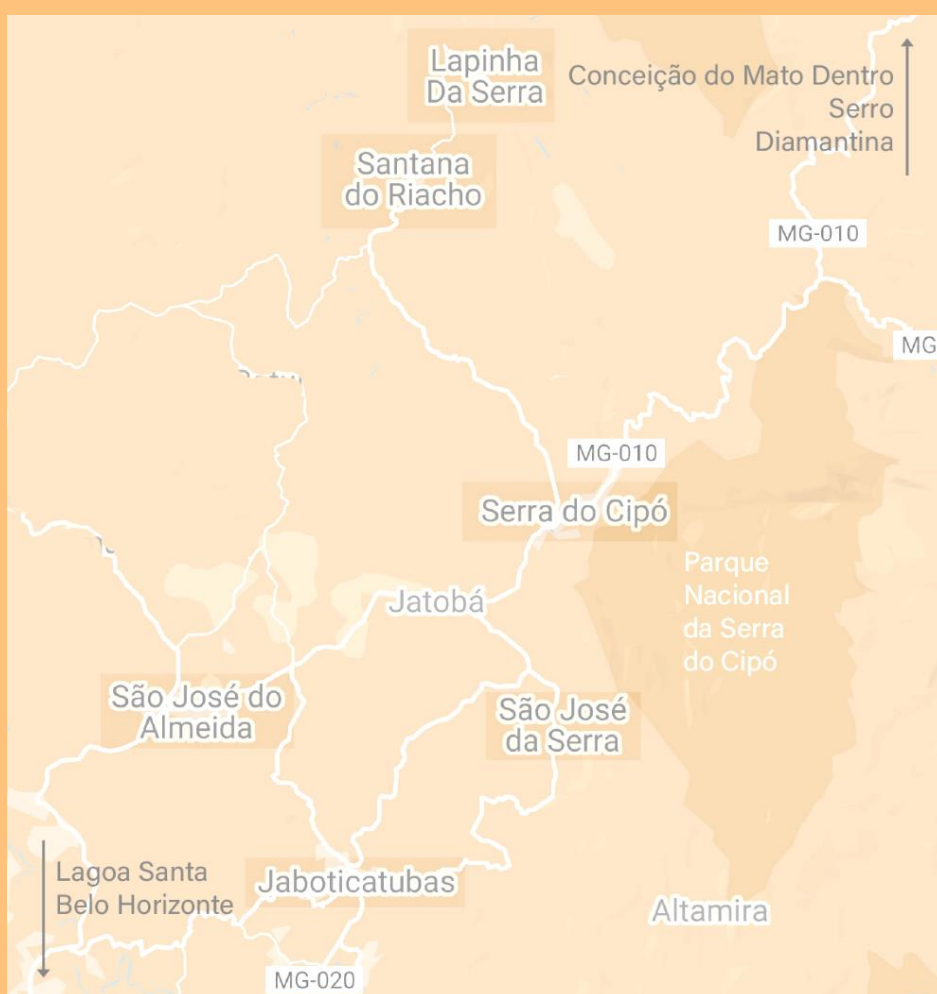 Lapinha
Da Serra
Conceição do Mato Dentro
Serro
Diamantina
Santana
do Riacho
MG-010
MG
MG-010
Serra do Cipó
Parque
Nacional
da Serra
do Cipó
Jatobá
São José do
Almeida
São José
da Serra
Lagoa Santa
Belo Horizonte
Jaboticatubas
Altamira
MG-020